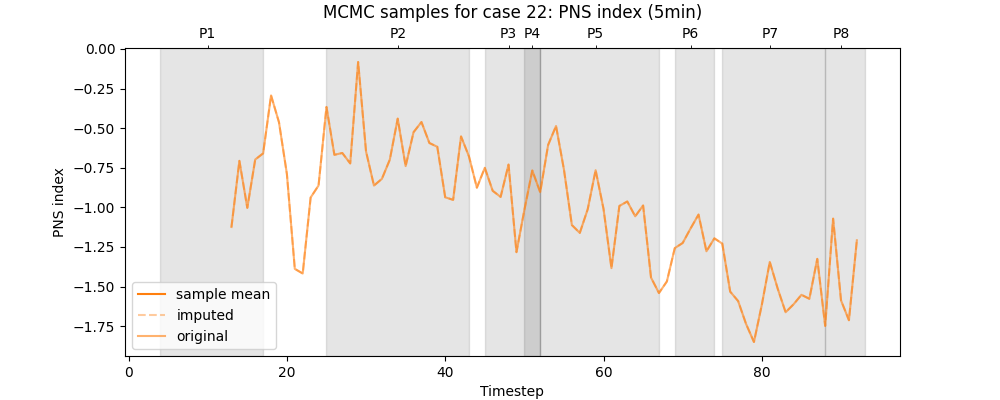 MCMC samples for case 22: PNS index (5min)
P1 P2 P3 P4 P5 P6 P7 P8
0.00
−0.25
−0.50
−0.75
−1.00
−1.25
−1.50
−1.75
PNS index
sample mean
imputed
original
0 20 40 60 80
Timestep